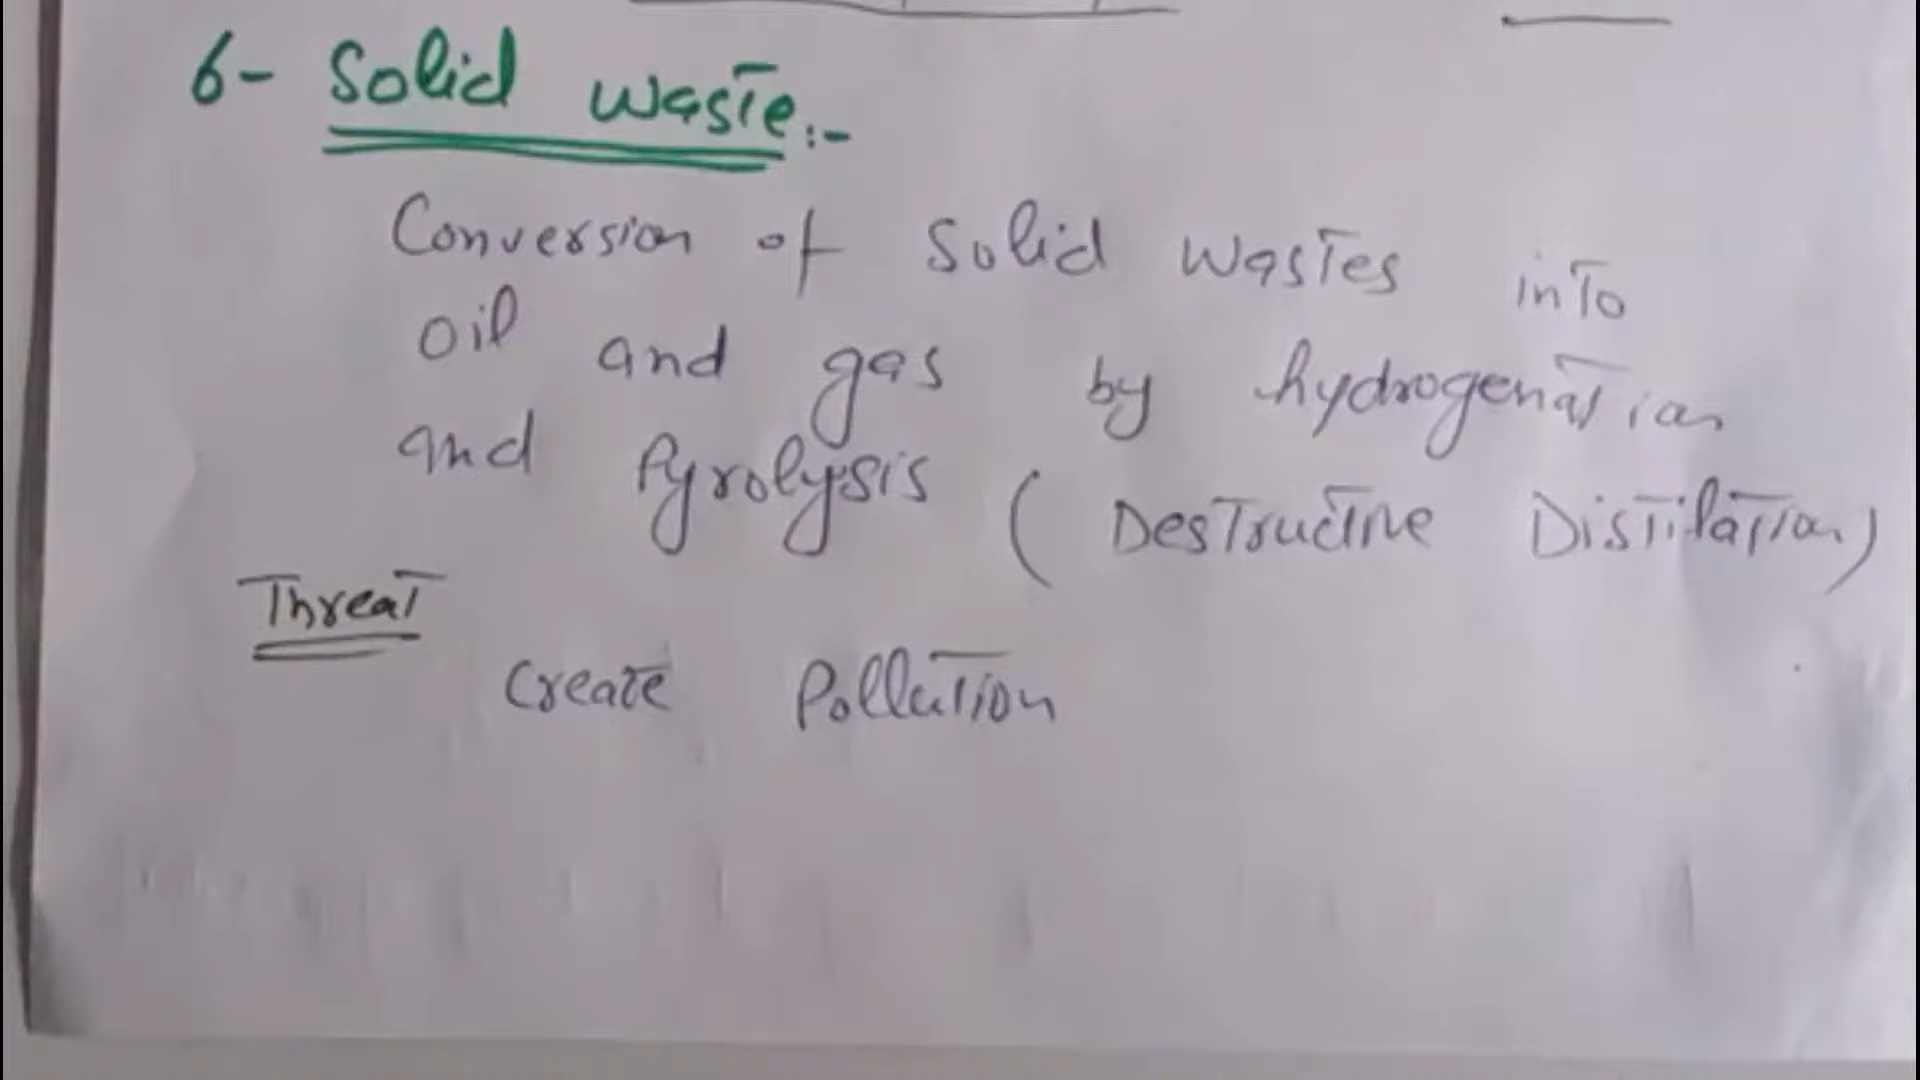 6- Solid waste:-
Conversion of Solid Wastes into
oil and gas by hydrogenation
and Pyrolysis ( Destructive Distilation)
Threat
Create Pollution